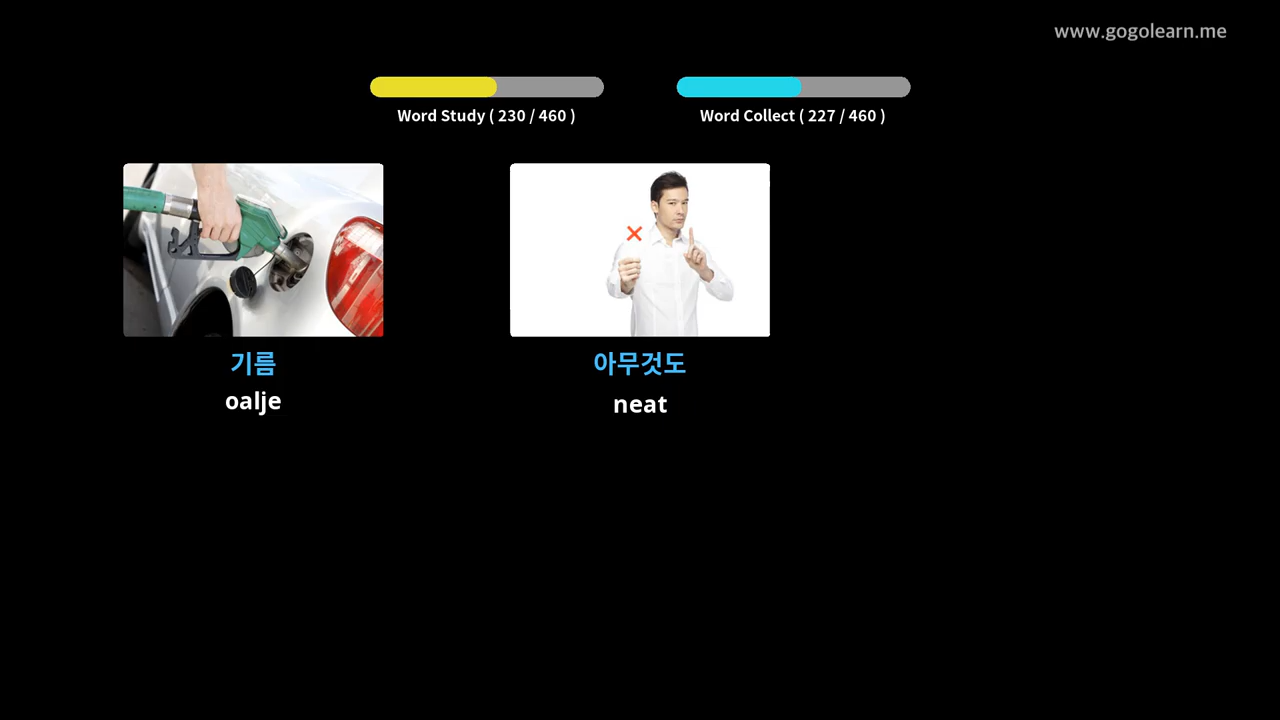 www.gogolearn.me
Word Study ( 230 / 460 )
Word Collect ( 227 / 460 )
기름
oalje
아무것도
neat